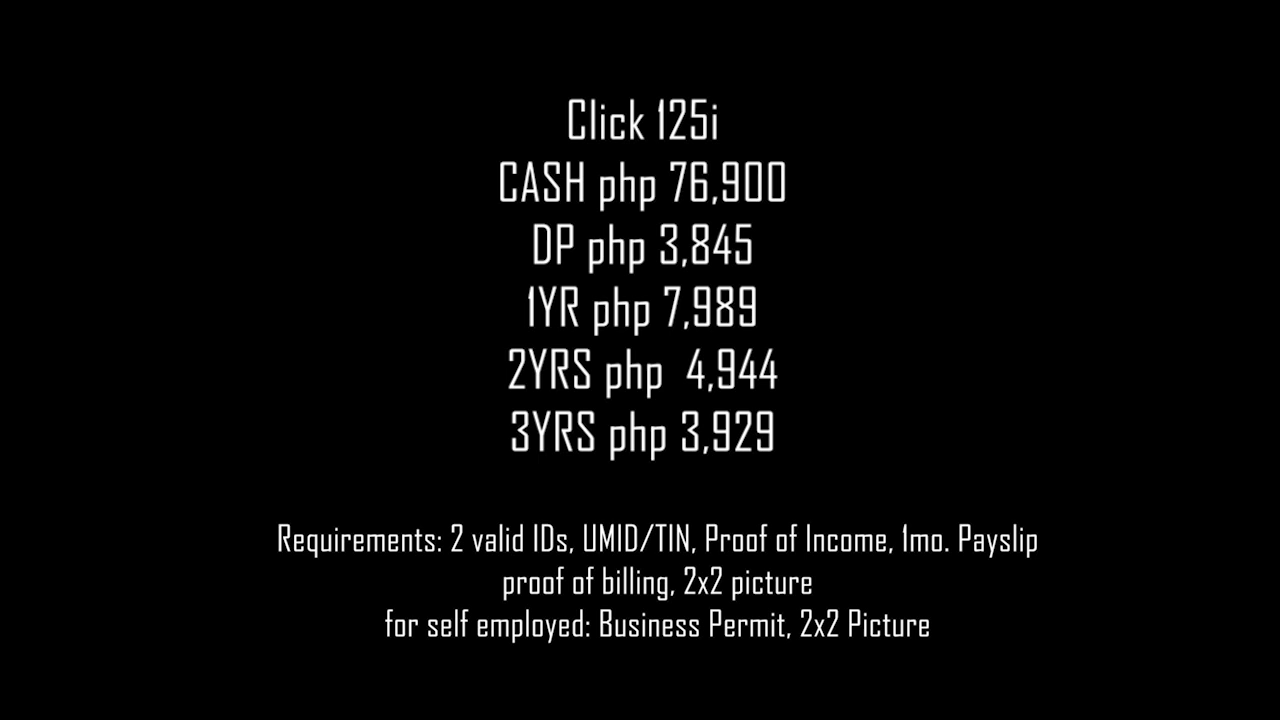 Click 125i
CASH php 76,900
DP php 3,845
1YR php 7,989
2YRS php 4,944
3YRS php 3,929
Requirements: 2 valid IDs, UMID/TIN, Proof of Income, 1mo. Payslip
proof of billing, 2x2 picture
for self employed: Business Permit, 2x2 Picture